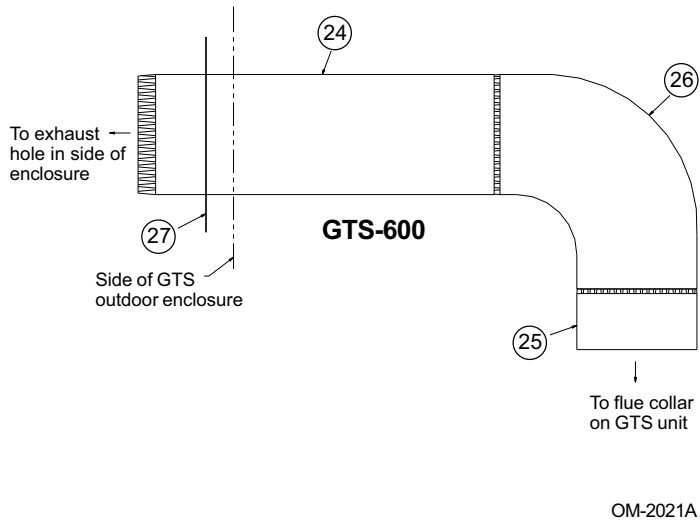 24
26
To exhaust
hole in side of
enclosure
27
GTS-600
Side of GTS
outdoor enclosure
25
To flue collar
on GTS unit
OM-2021A